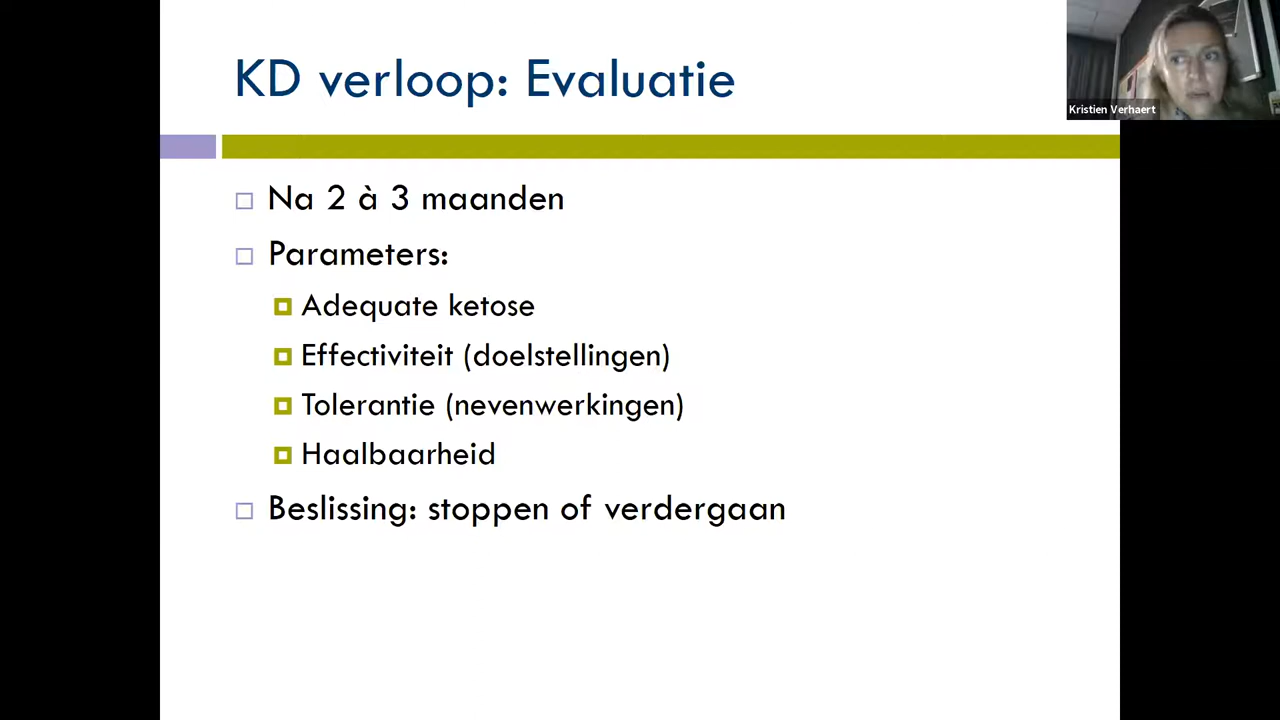 KD verloop: Evaluatie
Kristien Verhaert
Na 2 à 3 maanden
Parameters:
Adequate ketose
Effectiviteit (doelstellingen)
Tolerantie (nevenwerkingen)
Haalbaarheid
Beslissing: stoppen of verdergaan